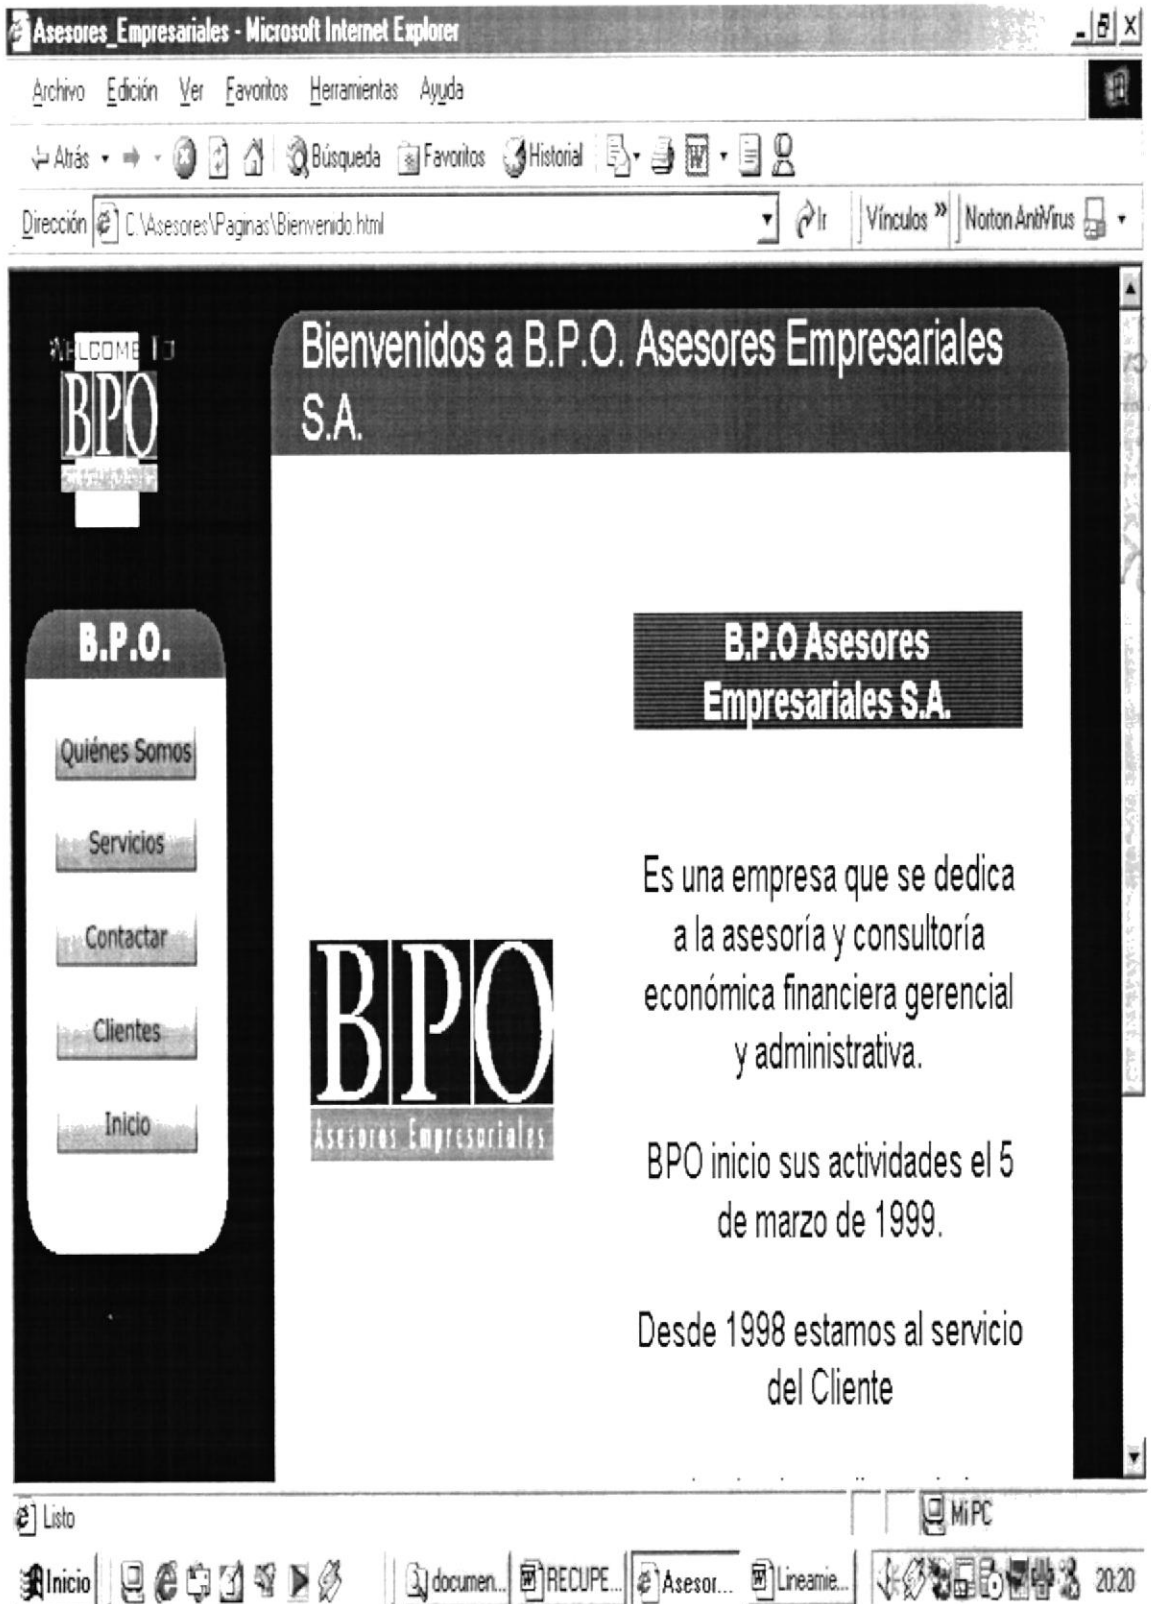 Asesores_Empresariales - Microsoft Internet Explorer
Archivo Edición Ver Favoritos Herramientas Ayuda
Atrás Búsqueda Favoritos Historial
Dirección C:\Asesores\Paginas\Bienvenido.html Ir Vínculos » Norton AntiVirus
WELCOME TO
BPO
Bienvenidos a B.P.O. Asesores Empresariales
S.A.
B.P.O.
Quiénes Somos
Servicios
Contactar
Clientes
Inicio
BPO
Asesores Empresariales
B.P.O Asesores
Empresariales S.A.
Es una empresa que se dedica
a la asesoría y consultoría
económica financiera gerencial
y administrativa.
BPO inicio sus actividades el 5
de marzo de 1999.
Desde 1998 estamos al servicio
del Cliente
Listo Mi PC
Inicio documen... RECUPE... Asesor... Lineamie... 20:20